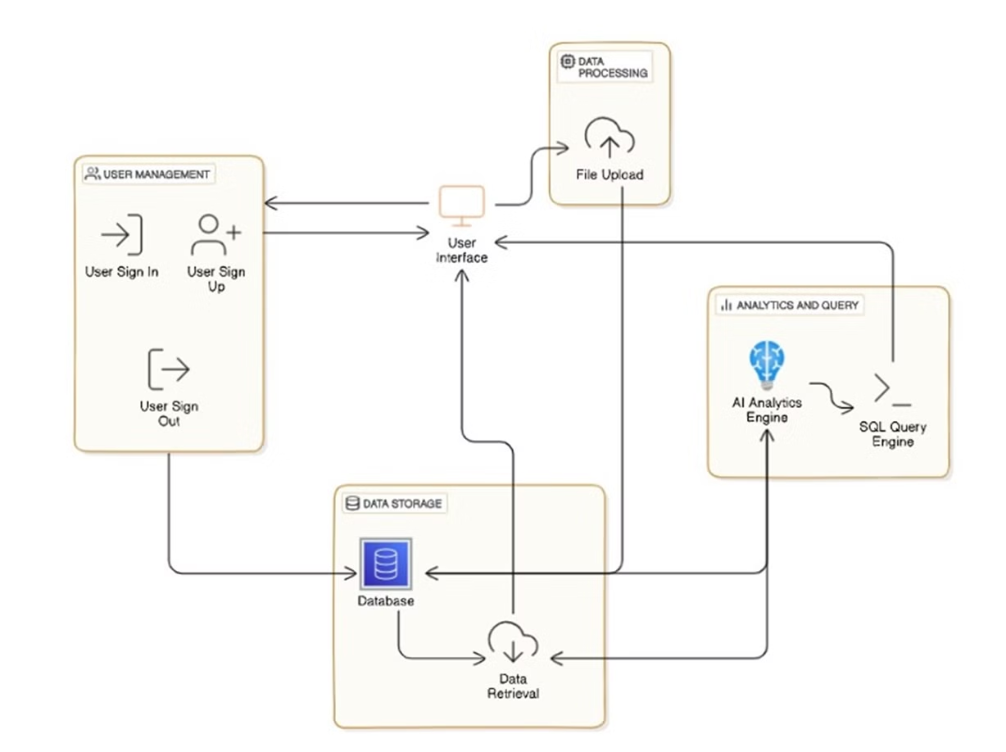 DATA
PROCESSING
File Upload
USER MANAGEMENT
User Sign In
User Sign
Up
User Sign
Out
User
Interface
ANALYTICS AND QUERY
AI Analytics
Engine
SQL Query
Engine
DATA STORAGE
Database
Data
Retrieval